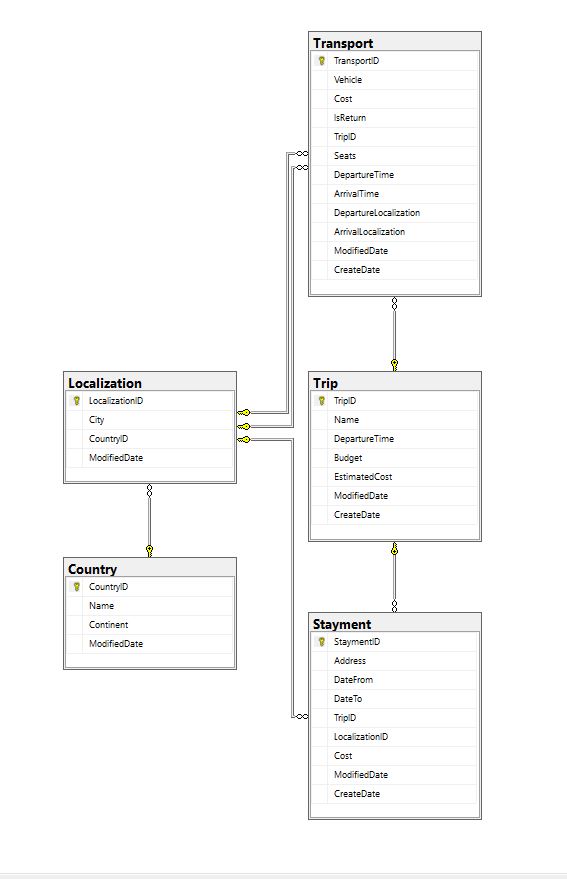 Transport
TransportID
Vehicle
Cost
IsReturn
TripID
Seats
DepartureTime
ArrivalTime
DepartureLocalization
ArrivalLocalization
ModifiedDate
CreateDate
Localization
LocalizationID
City
CountryID
ModifiedDate
Trip
TripID
Name
DepartureTime
Budget
EstimatedCost
ModifiedDate
CreateDate
Country
CountryID
Name
Continent
ModifiedDate
Stayment
StaymentID
Address
DateFrom
DateTo
TripID
LocalizationID
Cost
ModifiedDate
CreateDate